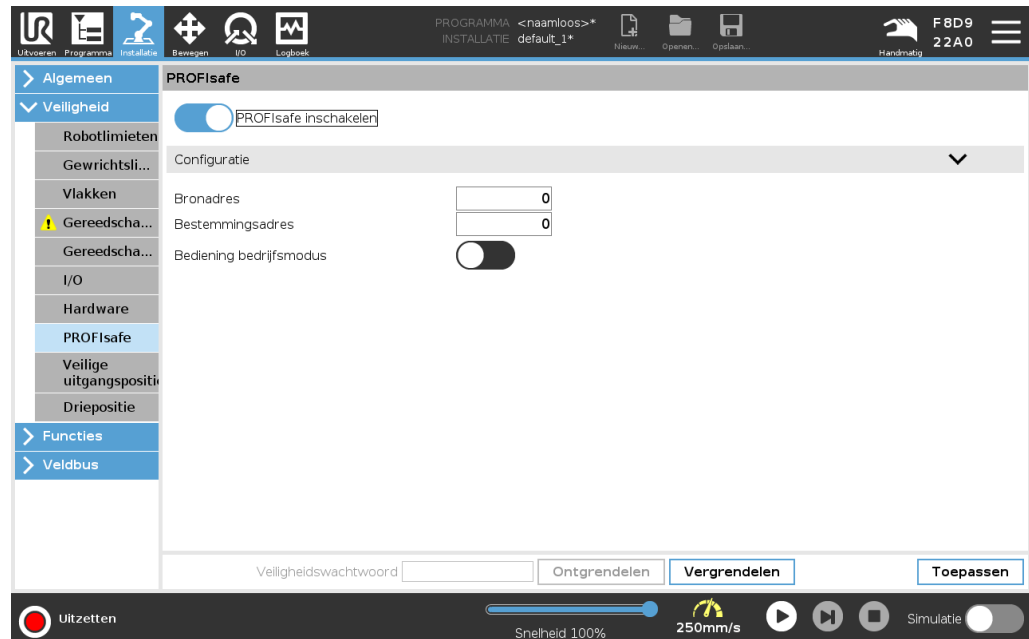 UR
PROGRAMMA <naamloos>*
INSTALLATIE default_1*
F8D9
22A0
Uitvoeren Programma Installatie Bewegen I/O Logboek Nieuw... Openen... Opslaan... Handmatig
Algemeen
PROFIsafe
Veiligheid
PROFIsafe inschakelen
Robotlimieten
Gewrichtsli...
Configuratie
Vlakken
Bronadres 0
Gereedscha...
Bestemmingsadres 0
Gereedscha...
Bediening bedrijfsmodus
I/O
Hardware
PROFIsafe
Veilige
uitgangspositi
Driepositie
Functies
Veldbus
Veiligheidswachtwoord Ontgrendelen Vergrendelen Toepassen
Uitzetten
Snelheid 100%
250mm/s
Simulatie